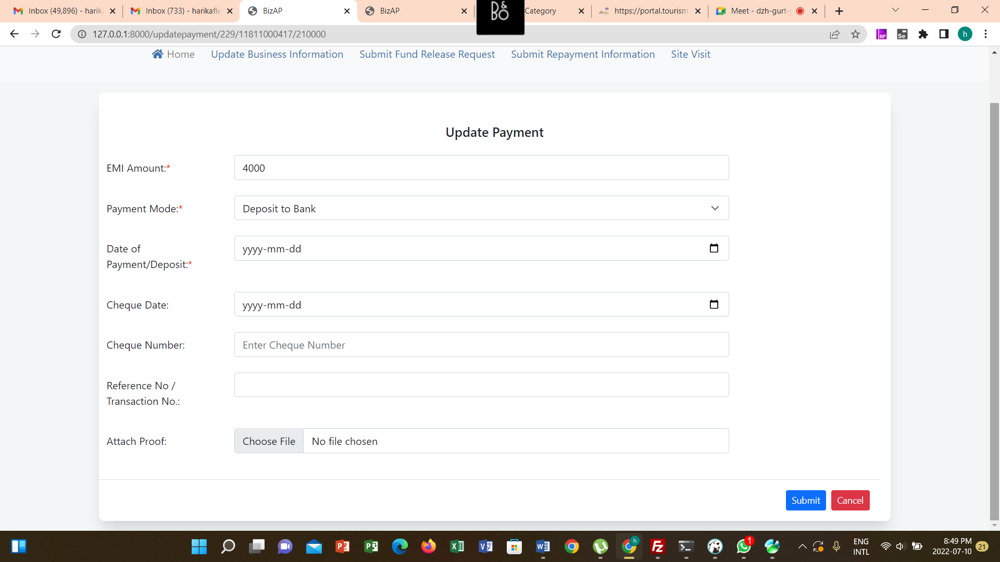 Inbox (49,896) - harika
Inbox (733) - harikafle
BizAP
BizAP
B&O
Category
https://portal.tourism.
Meet - dzh-gurt-
127.0.0.1:8000/updatepayment/229/11811000417/210000
RP
Se
h
Home
Update Business Information
Submit Fund Release Request
Submit Repayment Information
Site Visit
Update Payment
EMI Amount:*
4000
Payment Mode:*
Deposit to Bank
Date of
Payment/Deposit:*
yyyy-mm-dd
Cheque Date:
yyyy-mm-dd
Cheque Number:
Enter Cheque Number
Reference No /
Transaction No.:
Attach Proof:
Choose File
No file chosen
Submit
Cancel
h
1
ENG
INTL
8:49 PM
2022-07-10
21